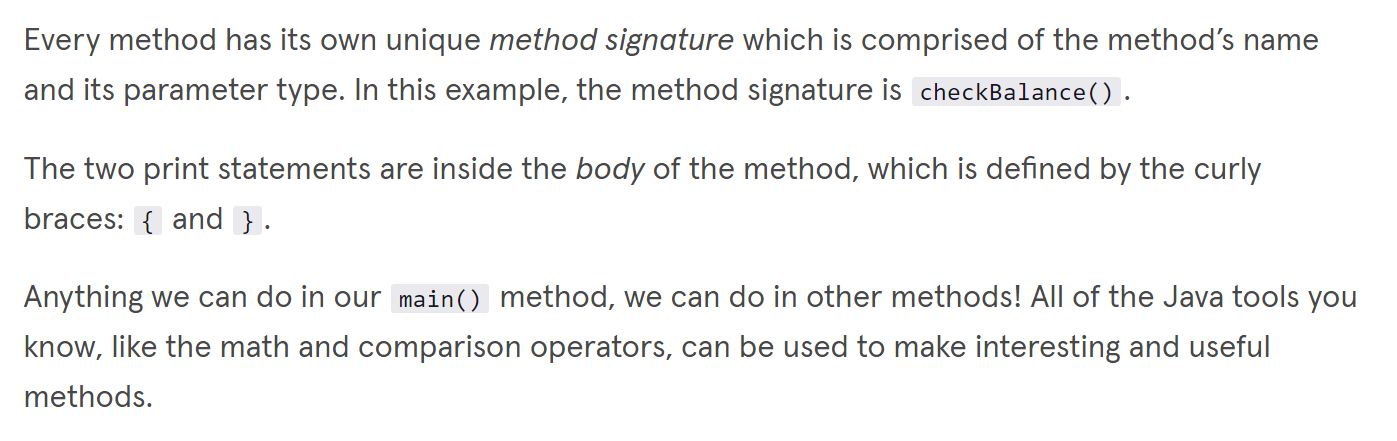 Every method has its own unique method signature which is comprised of the method’s name
and its parameter type. In this example, the method signature is checkBalance().
The two print statements are inside the body of the method, which is defined by the curly
braces: { and }.
Anything we can do in our main() method, we can do in other methods! All of the Java tools you
know, like the math and comparison operators, can be used to make interesting and useful
methods.